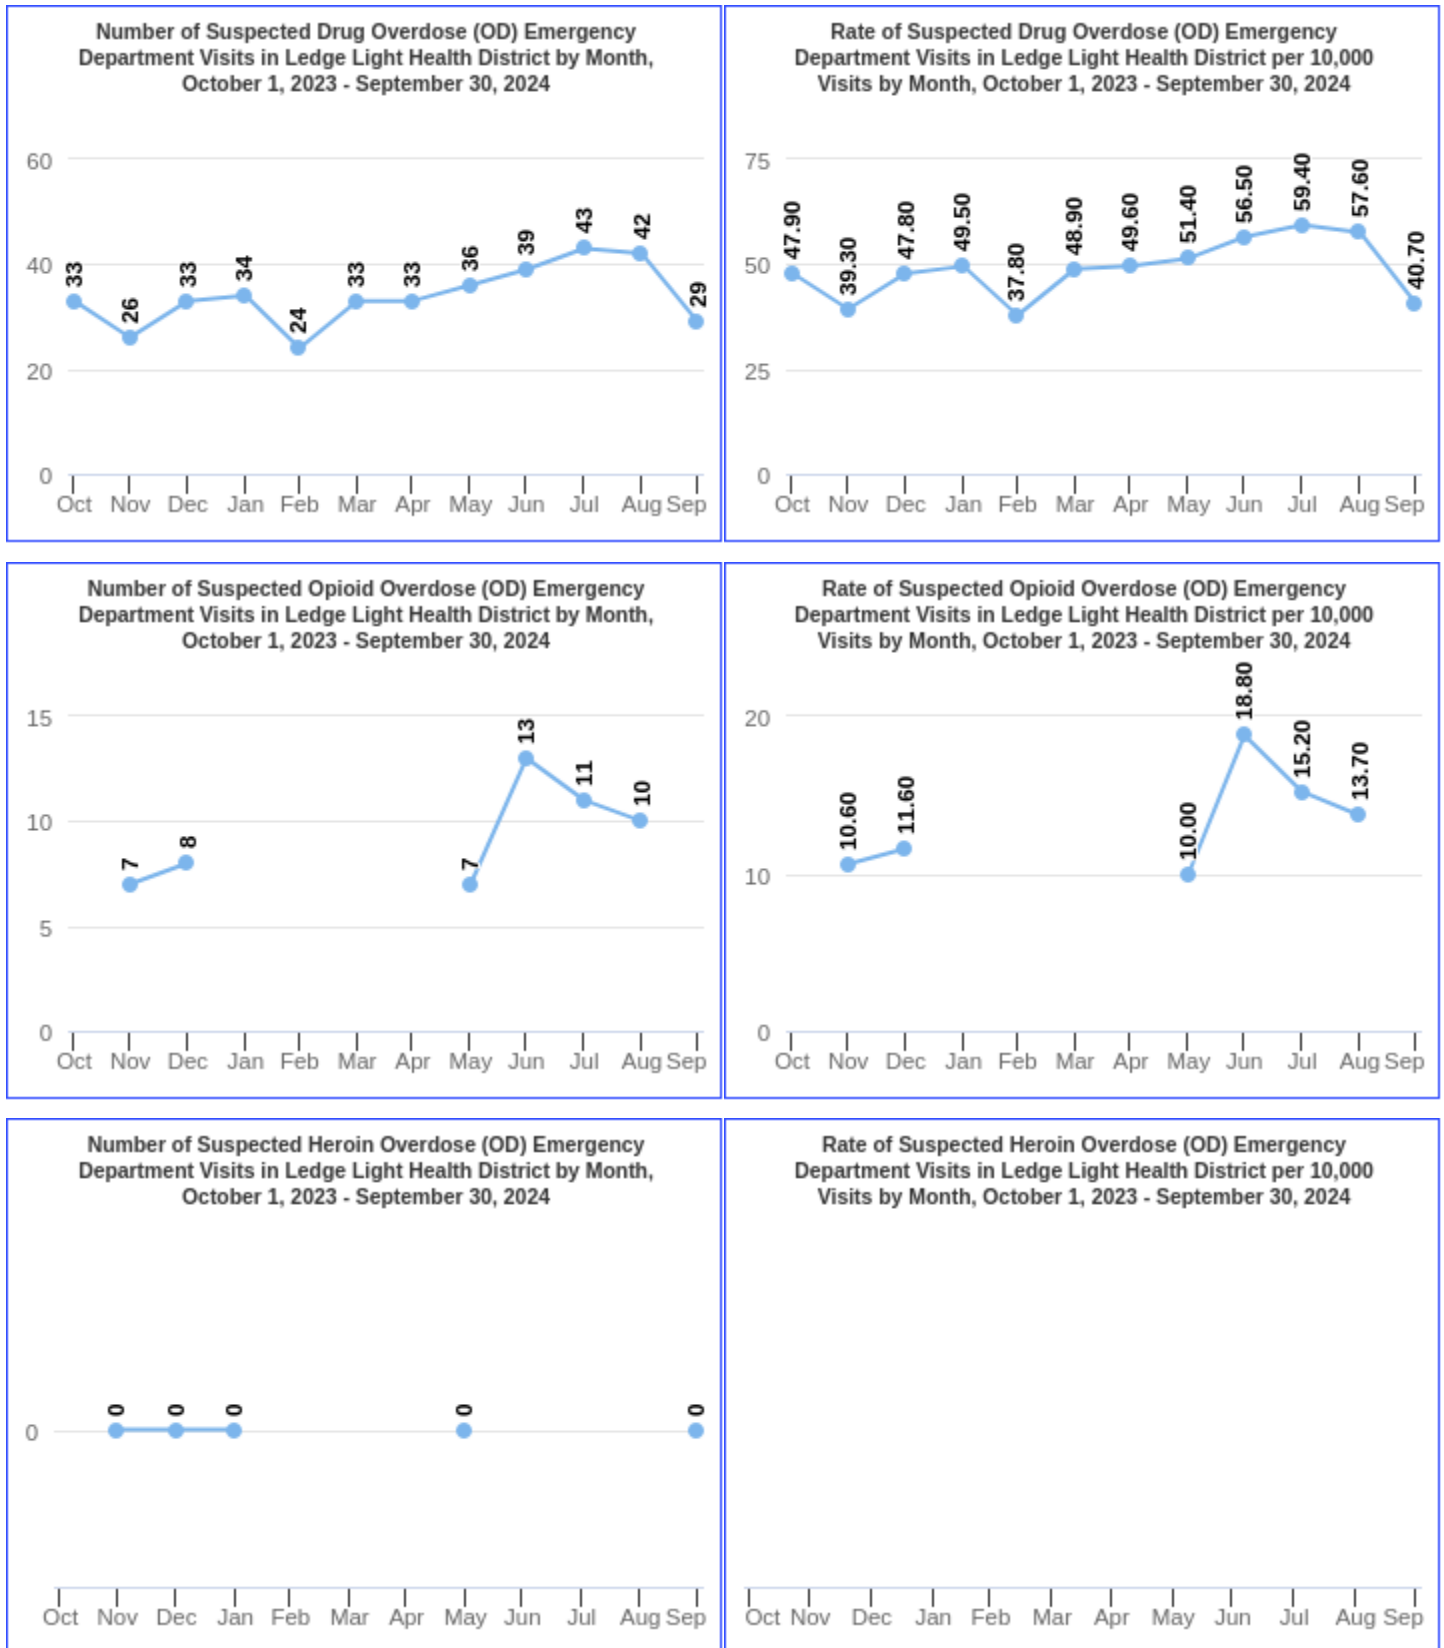 Number of Suspected Drug Overdose (OD) Emergency
Department Visits in Ledge Light Health District by Month,
October 1, 2023 - September 30, 2024
60
40
20
0
33
26
33
34
24
33
33
36
39
43
42
29
Oct Nov Dec Jan Feb Mar Apr May Jun Jul Aug Sep
Rate of Suspected Drug Overdose (OD) Emergency
Department Visits in Ledge Light Health District per 10,000
Visits by Month, October 1, 2023 - September 30, 2024
75
50
25
0
47.90
39.30
47.80
49.50
37.80
48.90
49.60
51.40
56.50
59.40
57.60
40.70
Oct Nov Dec Jan Feb Mar Apr May Jun Jul Aug Sep
Number of Suspected Opioid Overdose (OD) Emergency
Department Visits in Ledge Light Health District by Month,
October 1, 2023 - September 30, 2024
15
10
5
0
7
8
7
13
11
10
Oct Nov Dec Jan Feb Mar Apr May Jun Jul Aug Sep
Rate of Suspected Opioid Overdose (OD) Emergency
Department Visits in Ledge Light Health District per 10,000
Visits by Month, October 1, 2023 - September 30, 2024
20
10
0
10.60
11.60
10.00
18.80
15.20
13.70
Oct Nov Dec Jan Feb Mar Apr May Jun Jul Aug Sep
Number of Suspected Heroin Overdose (OD) Emergency
Department Visits in Ledge Light Health District by Month,
October 1, 2023 - September 30, 2024
0
0
0
0
0
0
Oct Nov Dec Jan Feb Mar Apr May Jun Jul Aug Sep
Rate of Suspected Heroin Overdose (OD) Emergency
Department Visits in Ledge Light Health District per 10,000
Visits by Month, October 1, 2023 - September 30, 2024
Oct Nov Dec Jan Feb Mar Apr May Jun Jul Aug Sep